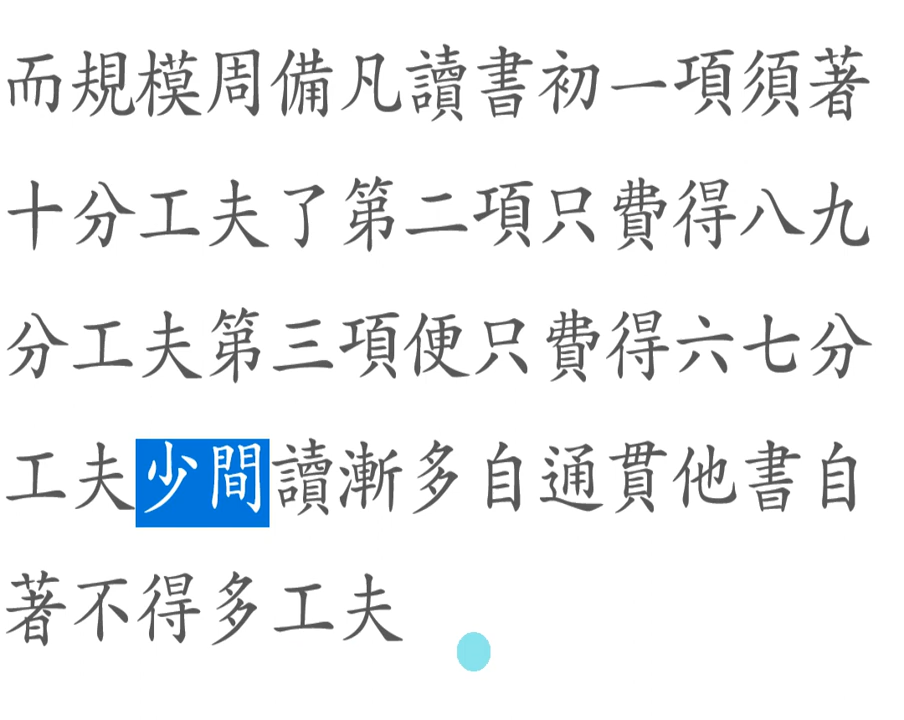 而規模周備凡讀書初一項須著
十分工夫了第二項只費得八九
分工夫第三項便只費得六七分
工夫少間讀漸多自通貫他書自
著不得多工夫